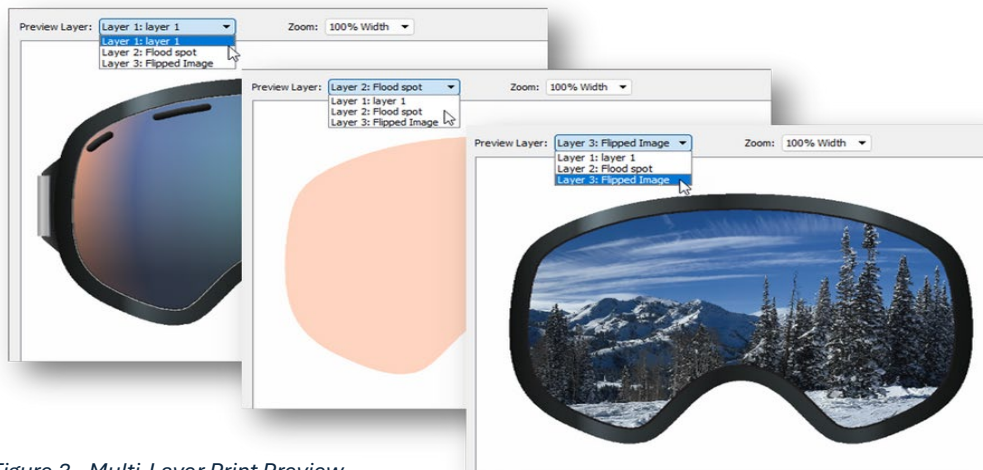 Preview Layer: Layer 1: layer 1 Zoom: 100% Width
Layer 1: layer 1
Layer 2: Flood spot
Layer 3: Flipped Image
Preview Layer: Layer 2: Flood spot Zoom: 100% Width
Layer 1: layer 1
Layer 2: Flood spot
Layer 3: Flipped Image
Preview Layer: Layer 3: Flipped Image Zoom: 100% Width
Layer 1: layer 1
Layer 2: Flood spot
Layer 3: Flipped Image
Multi-Layer Print Preview